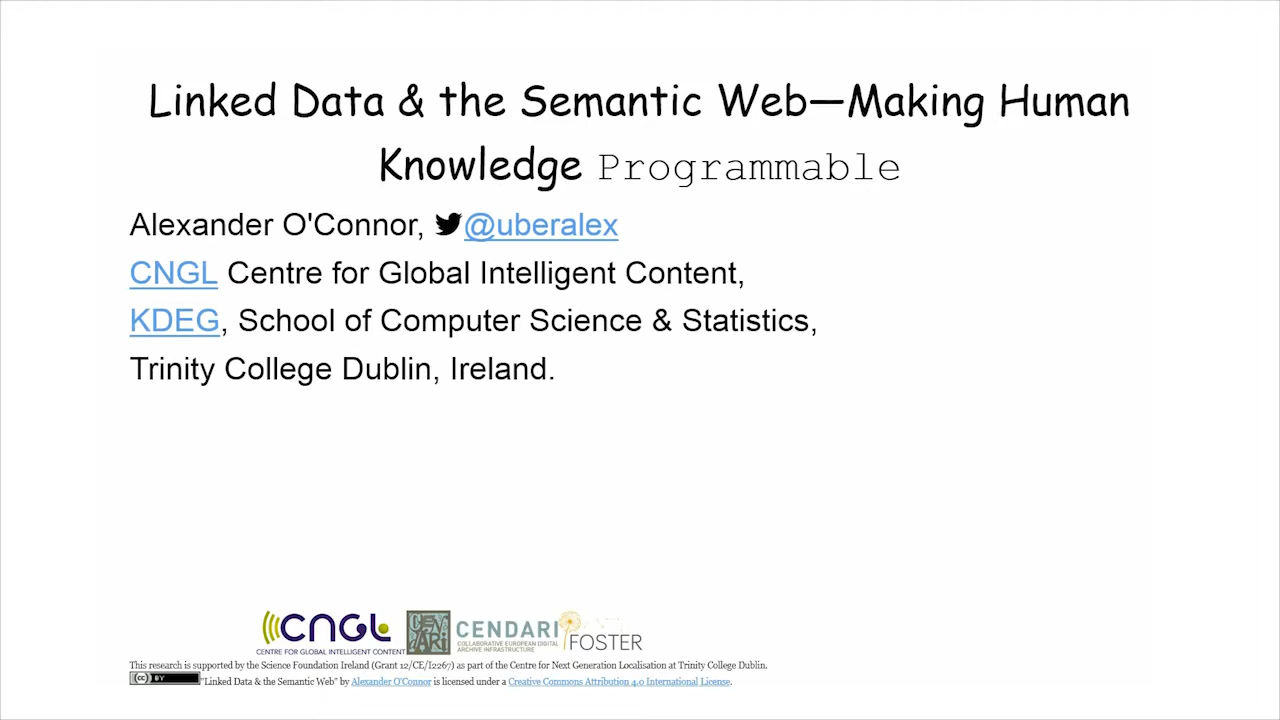 Linked Data & the Semantic Web—Making Human
Knowledge Programmable
Alexander O'Connor, @uberalex
CNGL Centre for Global Intelligent Content,
KDEG, School of Computer Science & Statistics,
Trinity College Dublin, Ireland.
CNGL
CENTRE FOR GLOBAL INTELLIGENT CONTENT
CEN
DARI
CENDARI
COLLABORATIVE EUROPEAN DIGITAL
ARCHIVE INFRASTRUCTURE
FOSTER
This research is supported by the Science Foundation Ireland (Grant 12/CE/I2267) as part of the Centre for Next Generation Localisation at Trinity College Dublin.
cc BY "Linked Data & the Semantic Web" by Alexander O'Connor is licensed under a Creative Commons Attribution 4.0 International License.